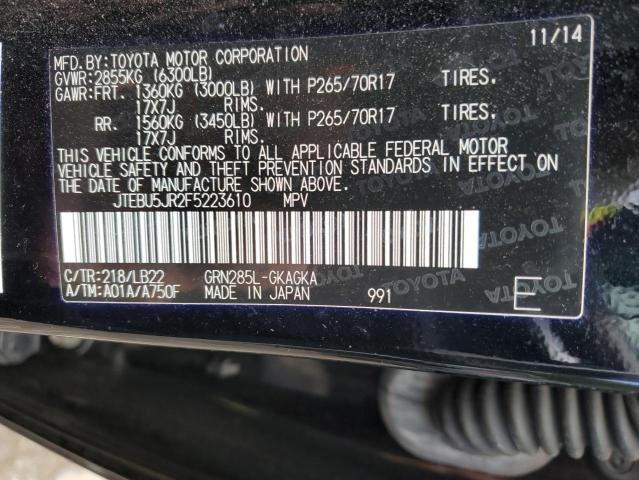 11/14
MFD.BY:TOYOTA MOTOR CORPORATION
GVWR:2855KG (6300LB)
GAWR:FRT. 1360KG (3000LB) WITH P265/70R17 TIRES,
17X7J RIMS.
RR. 1560KG (3450LB) WITH P265/70R17 TIRES,
17X7J RIMS.
THIS VEHICLE CONFORMS TO ALL APPLICABLE FEDERAL MOTOR
VEHICLE SAFETY AND THEFT PREVENTION STANDARDS IN EFFECT ON
THE DATE OF MANUFACTURE SHOWN ABOVE.
JTEBU5JR2F5223610 MPV
C/TR:218/LB22 GRN285L-GKAGKA
A/TM:A01A/A750F MADE IN JAPAN 991 E
TOYOTA TOYOTA TOYOTA